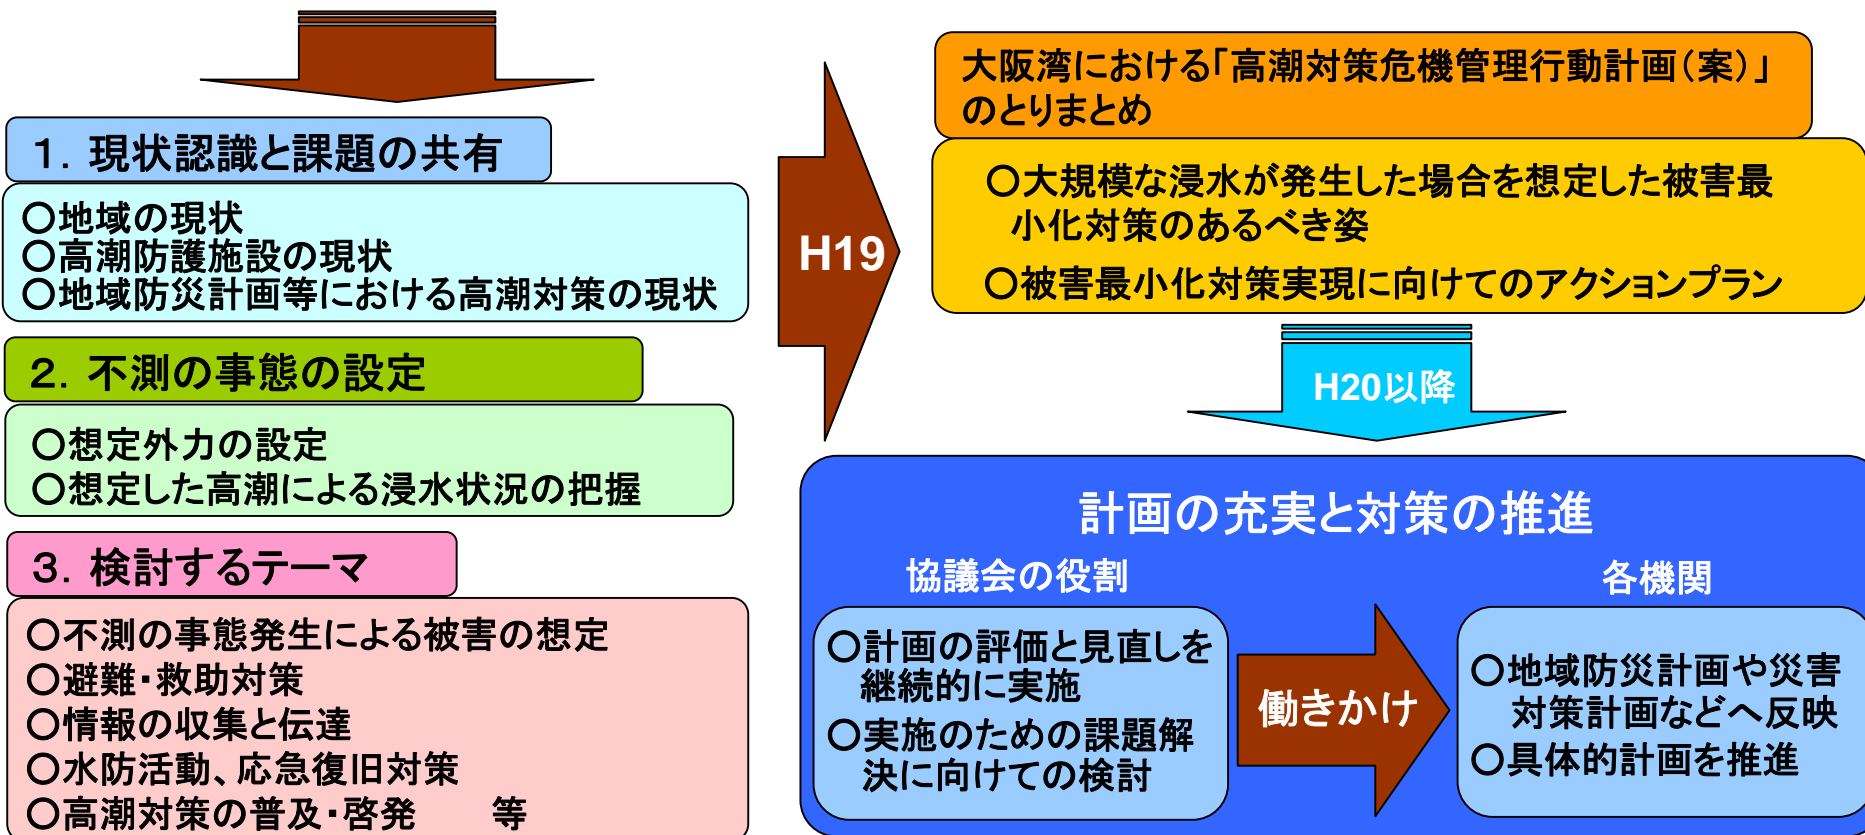 1．現状認識と課題の共有
○地域の現状
○高潮防護施設の現状
○地域防災計画等における高潮対策の現状
2．不測の事態の設定
○想定外力の設定
○想定した高潮による浸水状況の把握
3．検討するテーマ
○不測の事態発生による被害の想定
○避難・救助対策
○情報の収集と伝達
○水防活動、応急復旧対策
○高潮対策の普及・啓発　　等
H19
大阪湾における「高潮対策危機管理行動計画（案）」
のとりまとめ
○大規模な浸水が発生した場合を想定した被害最
小化対策のあるべき姿
○被害最小化対策実現に向けてのアクションプラン
H20以降
計画の充実と対策の推進
協議会の役割
○計画の評価と見直しを
継続的に実施
○実施のための課題解
決に向けての検討
働きかけ
各機関
○地域防災計画や災害
対策計画などへ反映
○具体的計画を推進